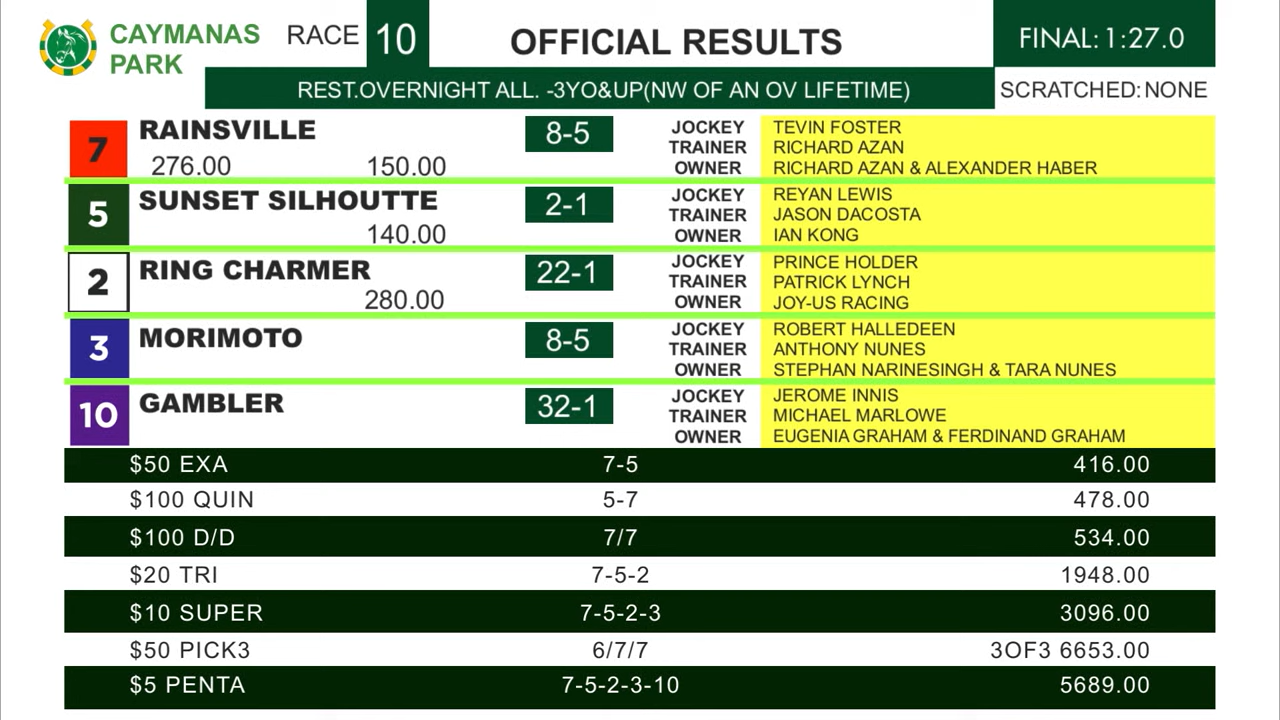 CAYMANAS PARK
RACE 10
OFFICIAL RESULTS
FINAL: 1:27.0
REST.OVERNIGHT ALL. -3YO&UP(NW OF AN OV LIFETIME)
SCRATCHED: NONE
7 RAINSVILLE 8-5 JOCKEY TEVIN FOSTER
TRAINER RICHARD AZAN
276.00 150.00 OWNER RICHARD AZAN & ALEXANDER HABER
5 SUNSET SILHOUTTE 2-1 JOCKEY REYAN LEWIS
TRAINER JASON DACOSTA
140.00 OWNER IAN KONG
2 RING CHARMER 22-1 JOCKEY PRINCE HOLDER
TRAINER PATRICK LYNCH
280.00 OWNER JOY-US RACING
3 MORIMOTO 8-5 JOCKEY ROBERT HALLEDEEN
TRAINER ANTHONY NUNES
OWNER STEPHAN NARINESINGH & TARA NUNES
10 GAMBLER 32-1 JOCKEY JEROME INNIS
TRAINER MICHAEL MARLOWE
OWNER EUGENIA GRAHAM & FERDINAND GRAHAM
$50 EXA 7-5 416.00
$100 QUIN 5-7 478.00
$100 D/D 7/7 534.00
$20 TRI 7-5-2 1948.00
$10 SUPER 7-5-2-3 3096.00
$50 PICK3 6/7/7 3OF3 6653.00
$5 PENTA 7-5-2-3-10 5689.00